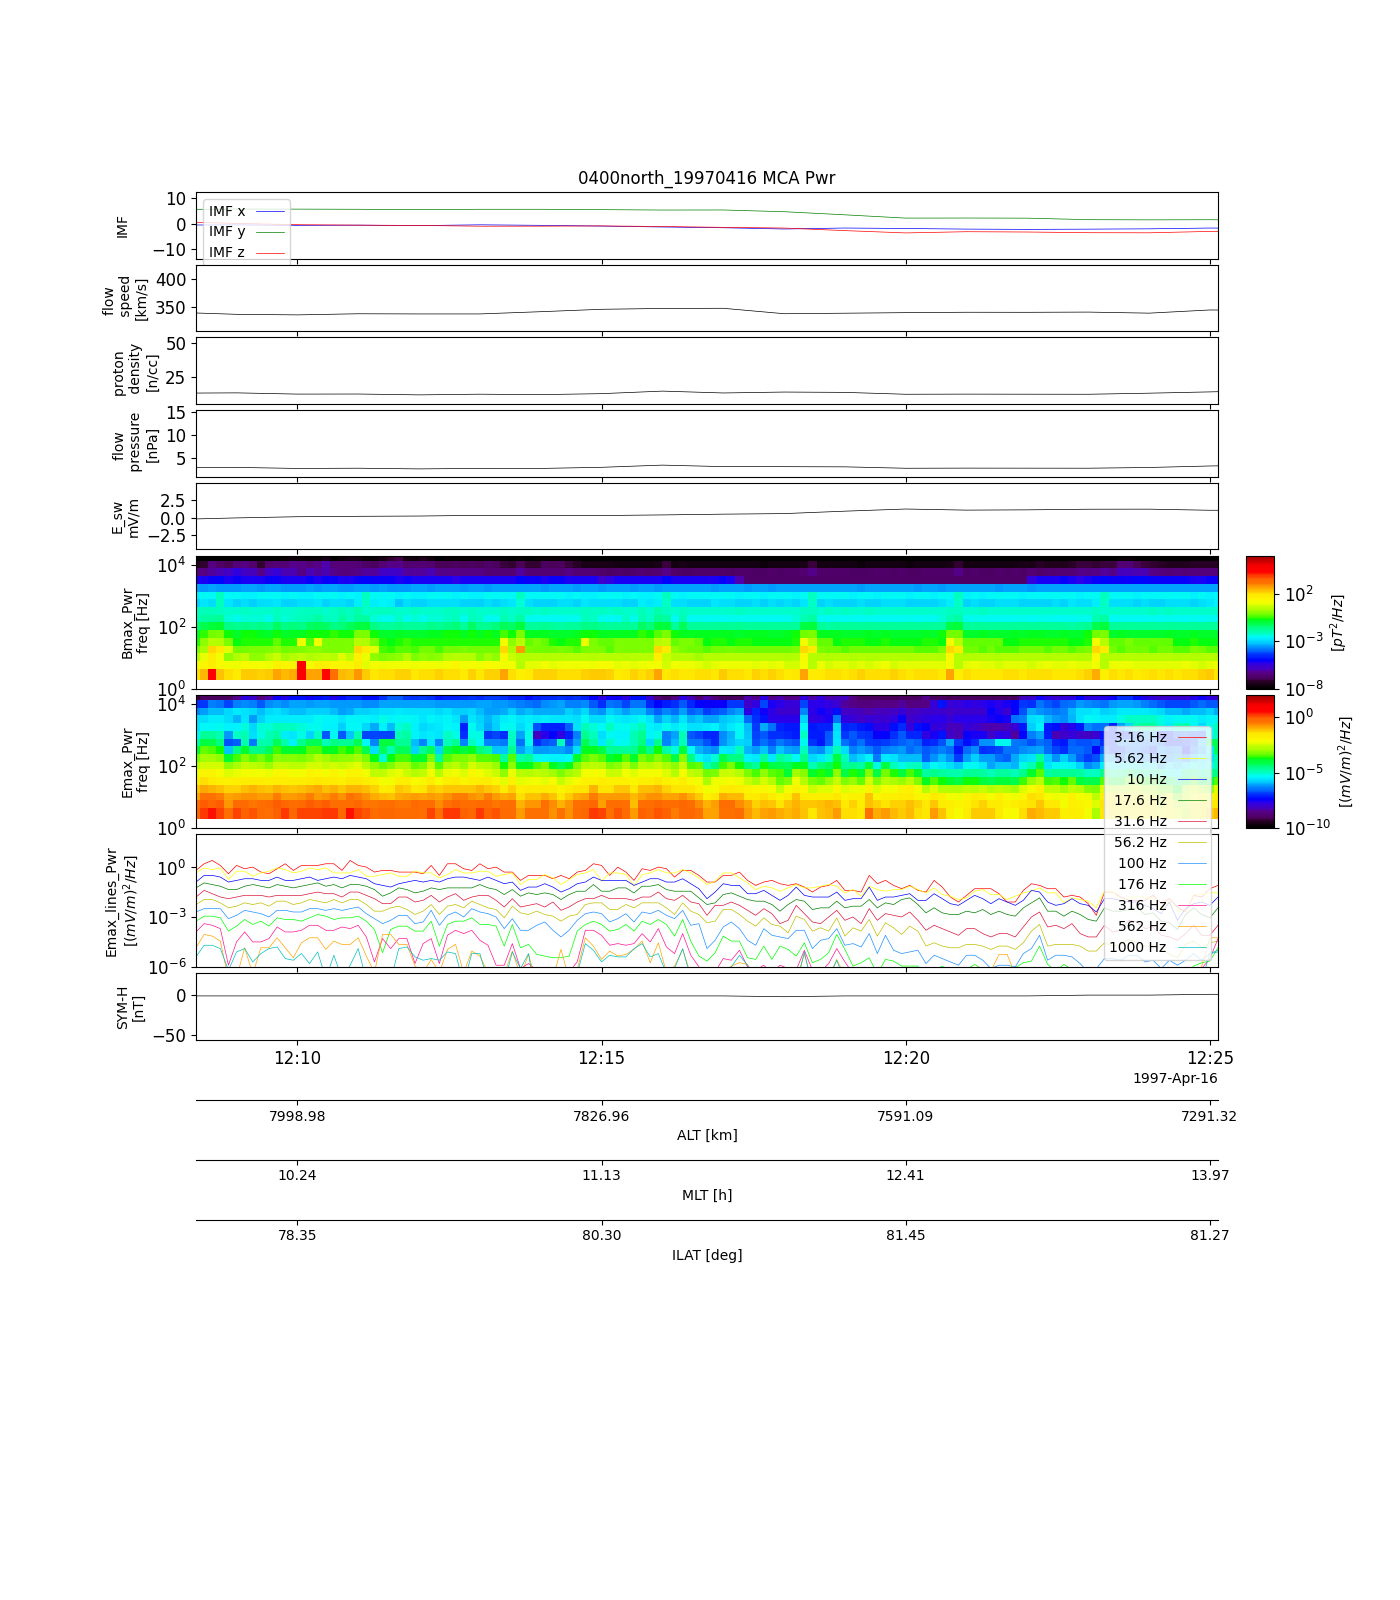 0400north_19970416 MCA Pwr
10
0
−10
IMF
IMF x
IMF y
IMF z
400
350
flow
speed
[km/s]
50
25
proton
density
[n/cc]
15
10
5
flow
pressure
[nPa]
2.5
0.0
−2.5
E_sw
mV/m
10^4
10^2
10^0
Bmax_Pwr
freq [Hz]
10^2
10^−3
10^−8
[pT^2/Hz]
10^4
10^2
10^0
Emax_Pwr
freq [Hz]
10^0
10^−5
10^−10
[(mV/m)^2/Hz]
3.16 Hz
5.62 Hz
10 Hz
17.6 Hz
31.6 Hz
56.2 Hz
100 Hz
176 Hz
316 Hz
562 Hz
1000 Hz
10^0
10^−3
10^−6
Emax_lines_Pwr
[(mV/m)^2/Hz]
0
−50
SYM-H
[nT]
12:10 12:15 12:20 12:25
1997-Apr-16
7998.98 7826.96 7591.09 7291.32
ALT [km]
10.24 11.13 12.41 13.97
MLT [h]
78.35 80.30 81.45 81.27
ILAT [deg]